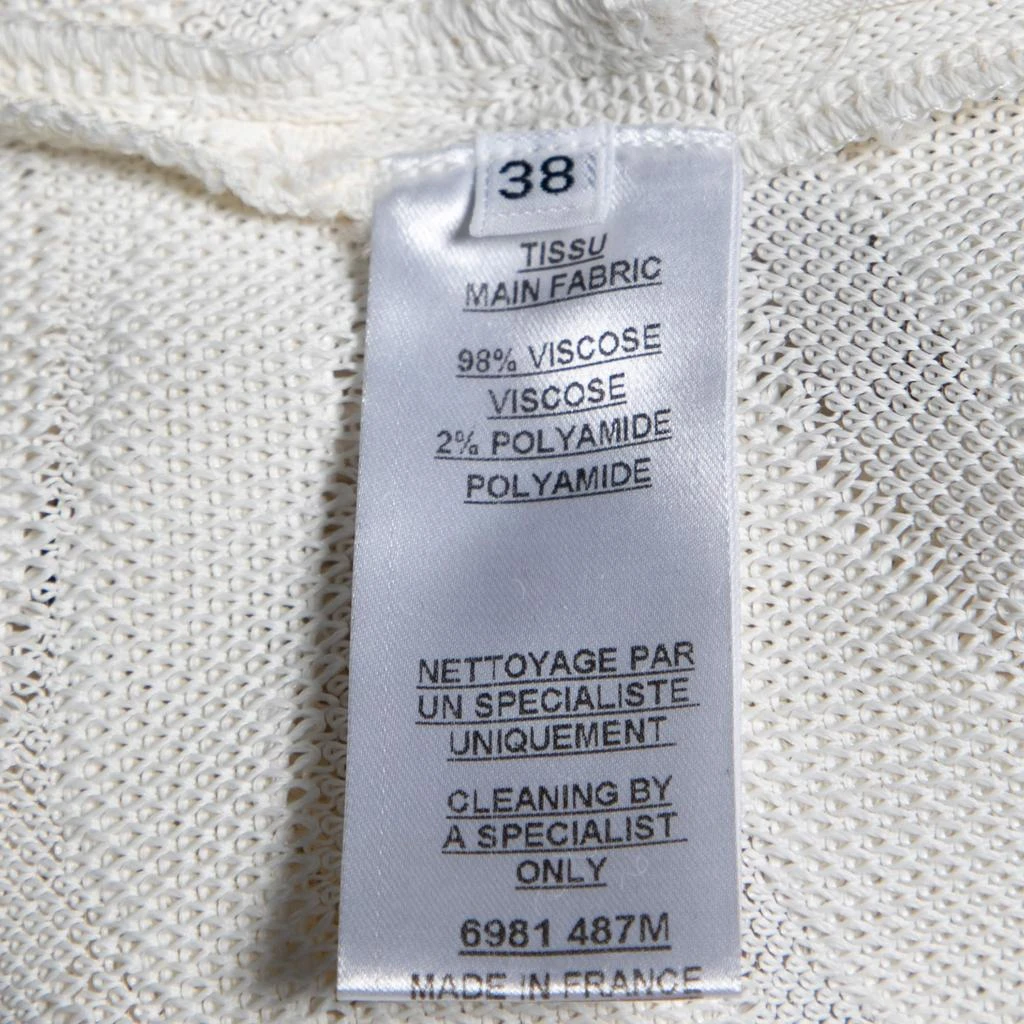 38
TISSU
MAIN FABRIC
98% VISCOSE
VISCOSE
2% POLYAMIDE
POLYAMIDE
NETTOYAGE PAR
UN SPECIALISTE
UNIQUEMENT
CLEANING BY
A SPECIALIST
ONLY
6981 487M
MADE IN FRANCE